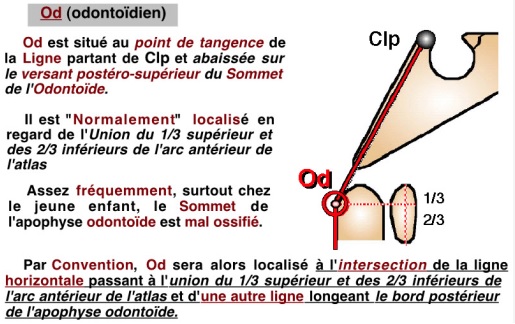 Od (odontoïdien)
Od est situé au point de tangence de
la Ligne partant de Clp et abaissée sur
le versant postéro-supérieur du Sommet
de l'Odontoïde.
Il est "Normalement" localisé en
regard de l'Union du 1/3 supérieur et
des 2/3 inférieurs de l'arc antérieur de
l'atlas
Assez fréquemment, surtout chez
le jeune enfant, le Sommet de
l'apophyse odontoïde est mal ossifié.
Clp
Od
1/3
2/3
Par Convention, Od sera alors localisé à l'intersection de la ligne
horizontale passant à l'union du 1/3 supérieur et des 2/3 inférieurs de
l'arc antérieur de l'atlas et d'une autre ligne longeant le bord postérieur
de l'apophyse odontoïde.